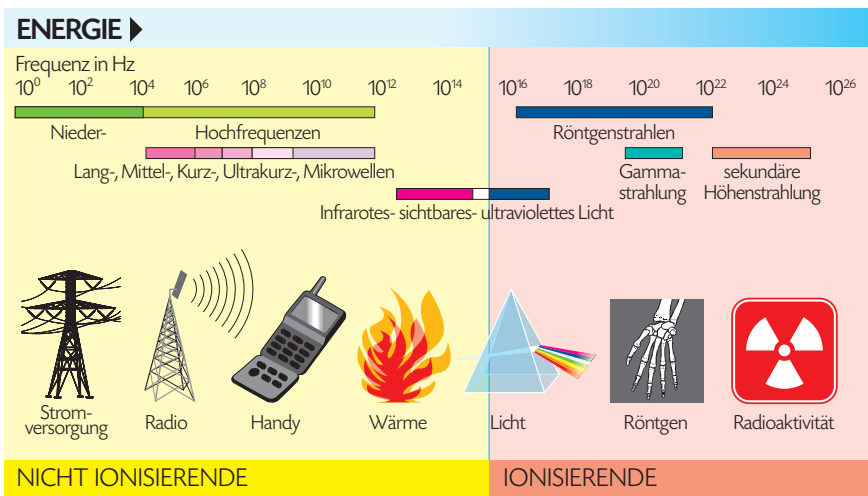 ENERGIE
Frequenz in Hz
10⁰ 10² 10⁴ 10⁶ 10⁸ 10¹⁰ 10¹² 10¹⁴ 10¹⁶ 10¹⁸ 10²⁰ 10²² 10²⁴ 10²⁶
Nieder- Hochfrequenzen Röntgenstrahlen
Lang-, Mittel-, Kurz-, Ultrakurz-, Mikrowellen
Gamma-
strahlung
sekundäre
Höhenstrahlung
Infrarotes- sichtbares- ultraviolettes Licht
Strom-
versorgung
Radio
Handy
Wärme
Licht
Röntgen
Radioaktivität
NICHT IONISIERENDE
IONISIERENDE